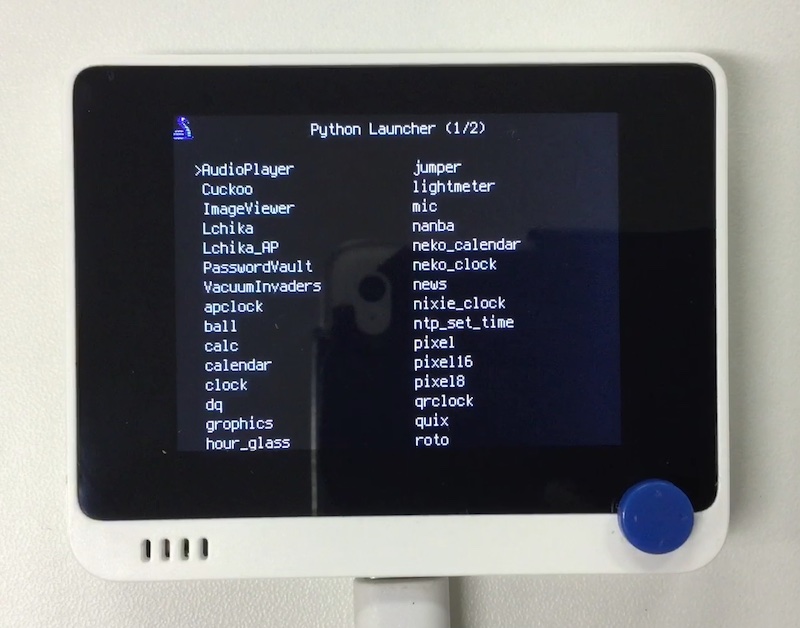 Python Launcher (1/2)
>AudioPlayer
Cuckoo
ImageViewer
Lchika
Lchika_AP
PasswordVault
VacuumInvaders
apclock
ball
calc
calendar
clock
dq
graphics
hour_glass
jumper
lightmeter
mic
nanba
neko_calendar
neko_clock
news
nixie_clock
ntp_set_time
pixel
pixel16
pixel8
qrclock
quix
roto